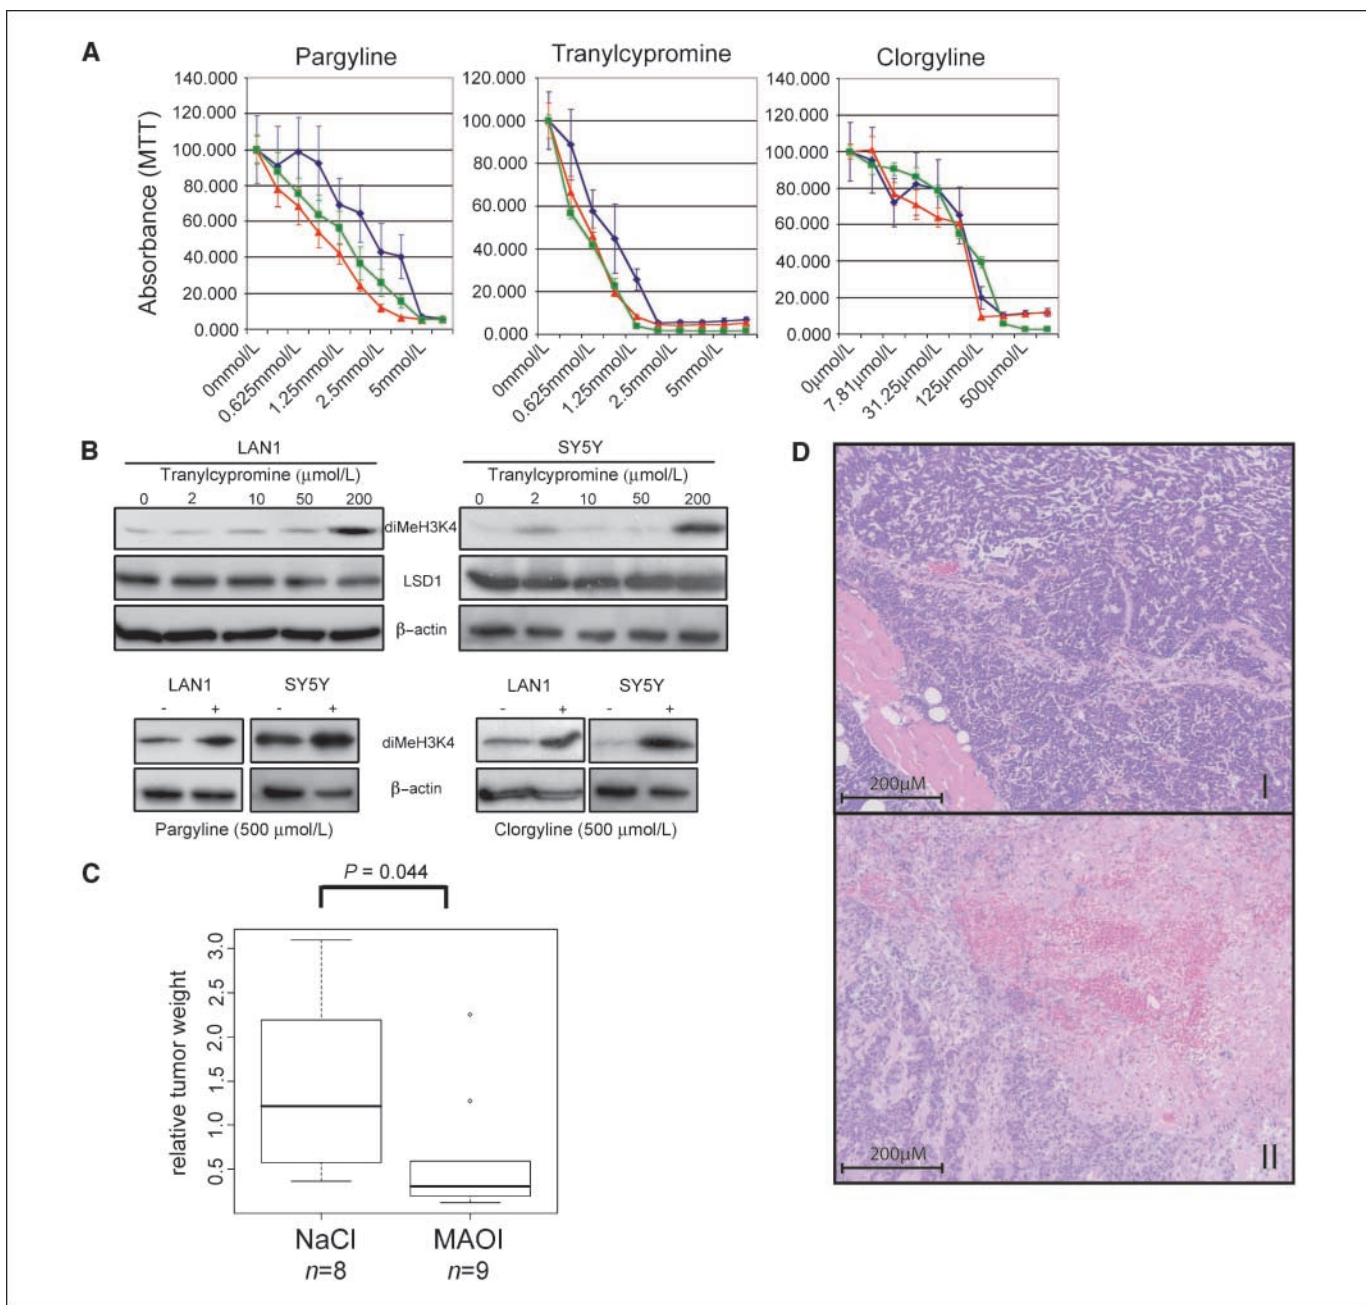 A
Pargyline
Tranylcypromine
Clorgyline
Absorbance (MTT)
140.000
120.000
100.000
80.000
60.000
40.000
20.000
0.000
0mmol/L
0.625mmol/L
1.25mmol/L
2.5mmol/L
5mmol/L
120.000
100.000
80.000
60.000
40.000
20.000
0.000
0mmol/L
0.625mmol/L
1.25mmol/L
2.5mmol/L
5mmol/L
140.000
120.000
100.000
80.000
60.000
40.000
20.000
0.000
0µmol/L
7.81µmol/L
31.25µmol/L
125µmol/L
500µmol/L
B
LAN1
Tranylcypromine (µmol/L)
0 2 10 50 200
SY5Y
Tranylcypromine (µmol/L)
0 2 10 50 200
diMeH3K4
LSD1
β-actin
LAN1 SY5Y
- + - +
LAN1 SY5Y
- + - +
diMeH3K4
β-actin
Pargyline (500 µmol/L)
Clorgyline (500 µmol/L)
C
P = 0.044
relative tumor weight
3.0
2.5
2.0
1.5
1.0
0.5
NaCl
n=8
MAOI
n=9
D
200µM
I
200µM
II